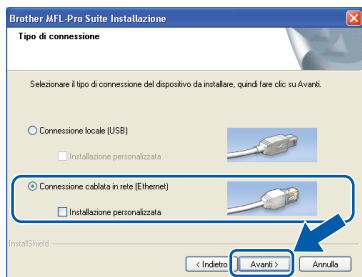 Brother MFL-Pro Suite Installazione
Tipo di connessione
Selezionare il tipo di connessione del dispositivo da installare, quindi fare clic su Avanti.
Connessione locale (USB)
Installazione personalizzata
Connessione cablata in rete (Ethernet)
Installazione personalizzata
InstallShield
< Indietro Avanti > Annulla